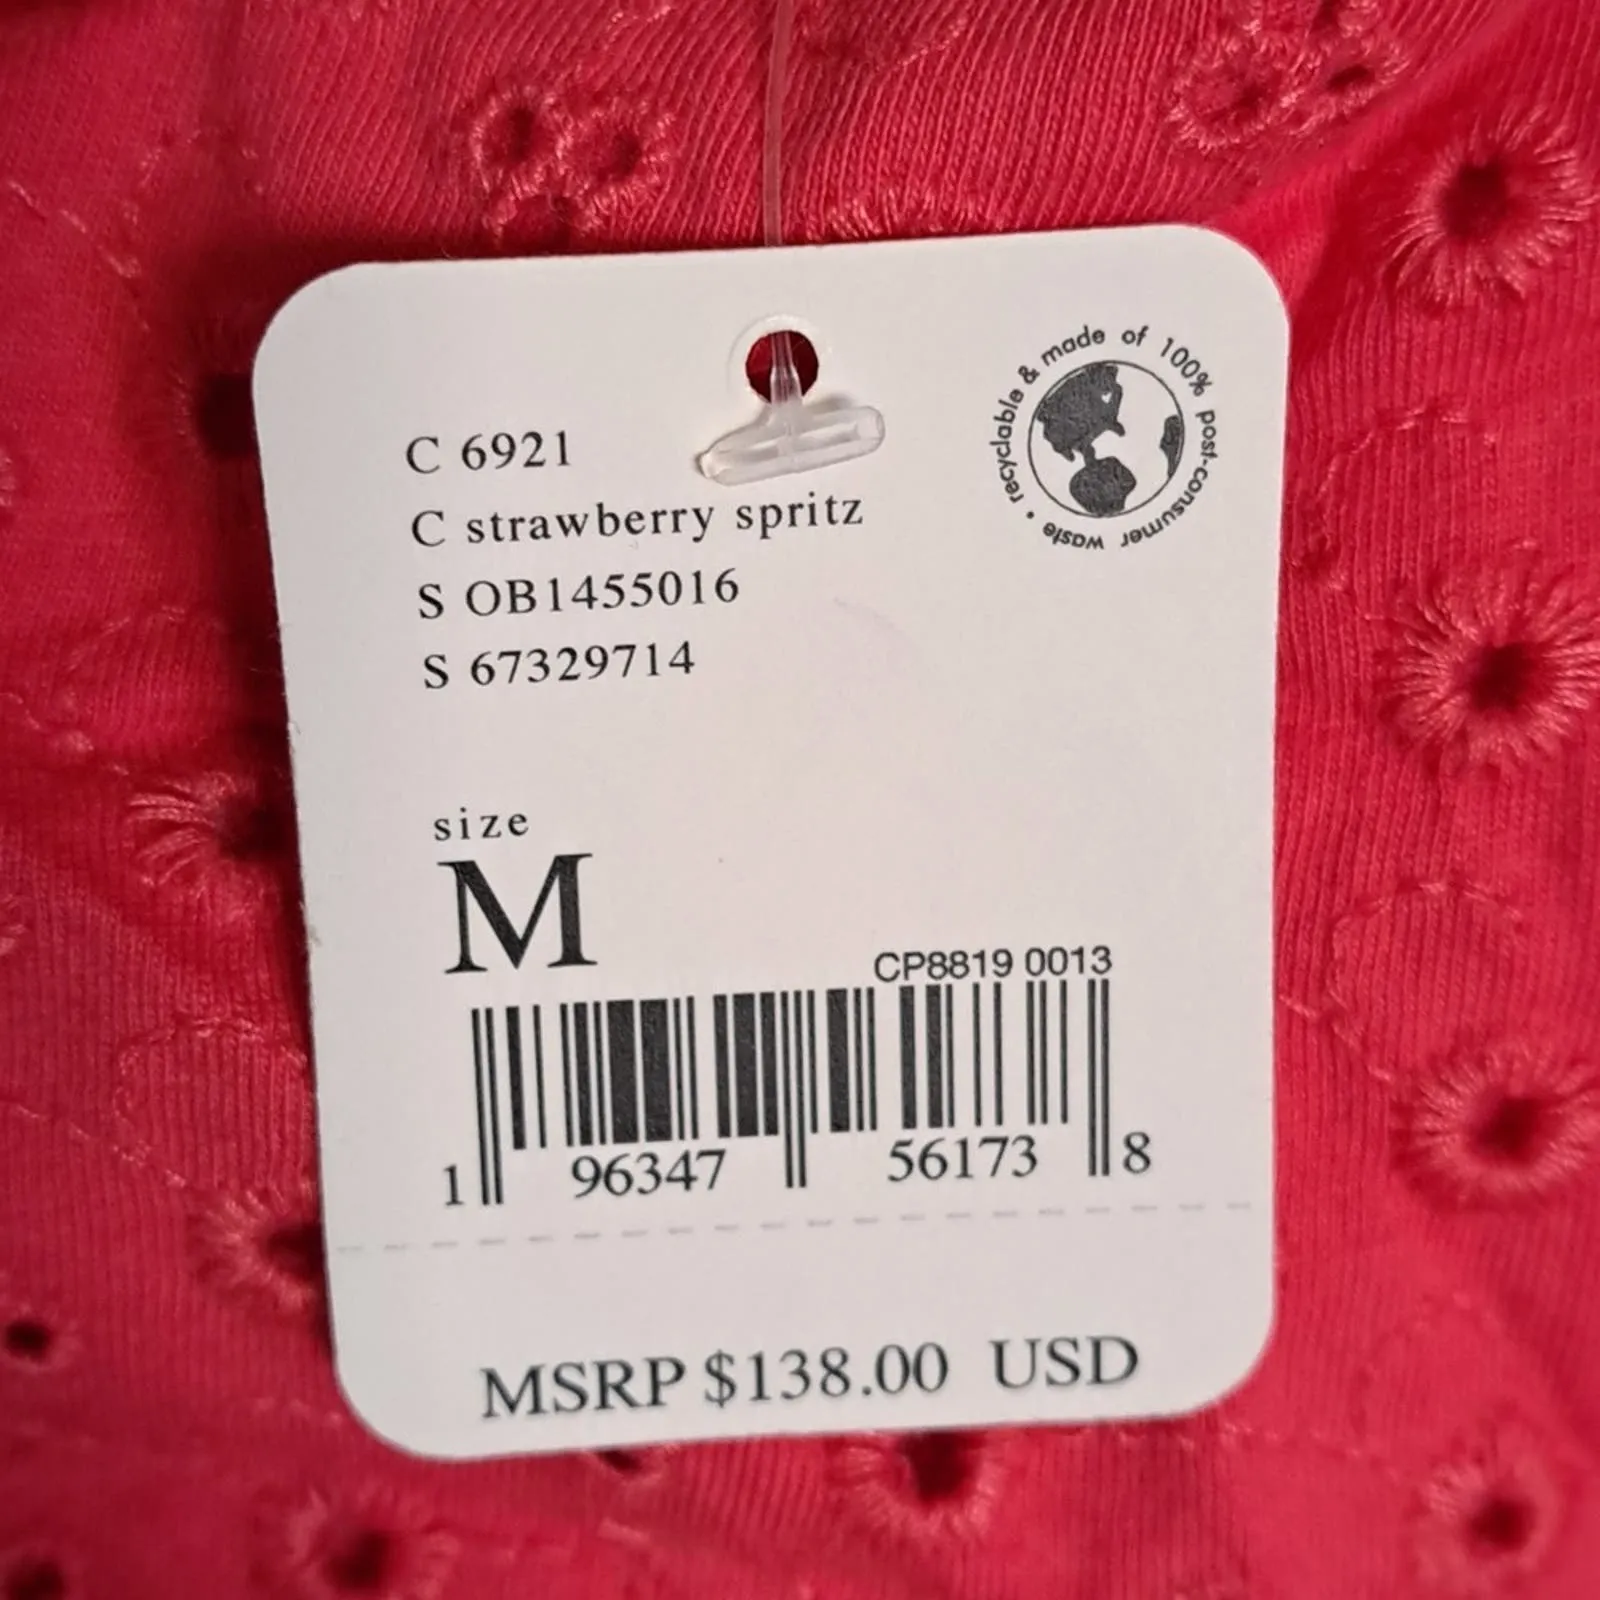 C 6921
C strawberry spritz
S OB1455016
S 67329714
• recyclable & made of 100% post-consumer waste
size
M
CP8819 0013
1 96347 56173 8
MSRP $138.00 USD